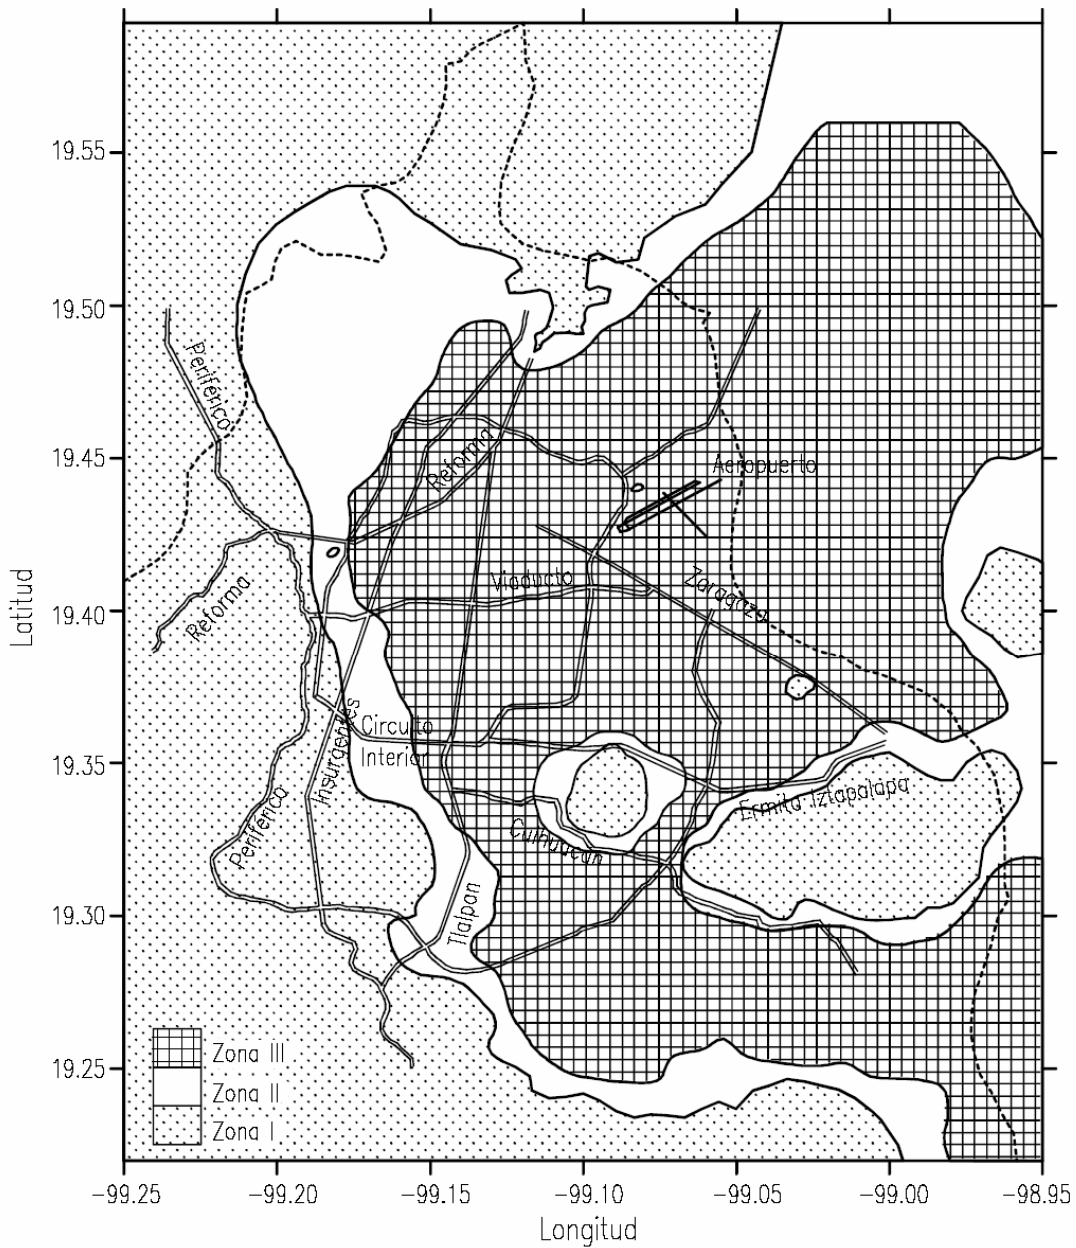 19.55
19.50
19.45
19.40
19.35
19.30
19.25
Latitud
Periférico
Reforma
Aeropuerto
Reforma
Viaducto
Zaragoza
Insurgentes
Circuito
Interior
Periférico
Ermita Iztapalapa
Culhuacan
Tlalpan
Zona III
Zona II
Zona I
-99.25
-99.20
-99.15
-99.10
-99.05
-99.00
-98.95
Longitud